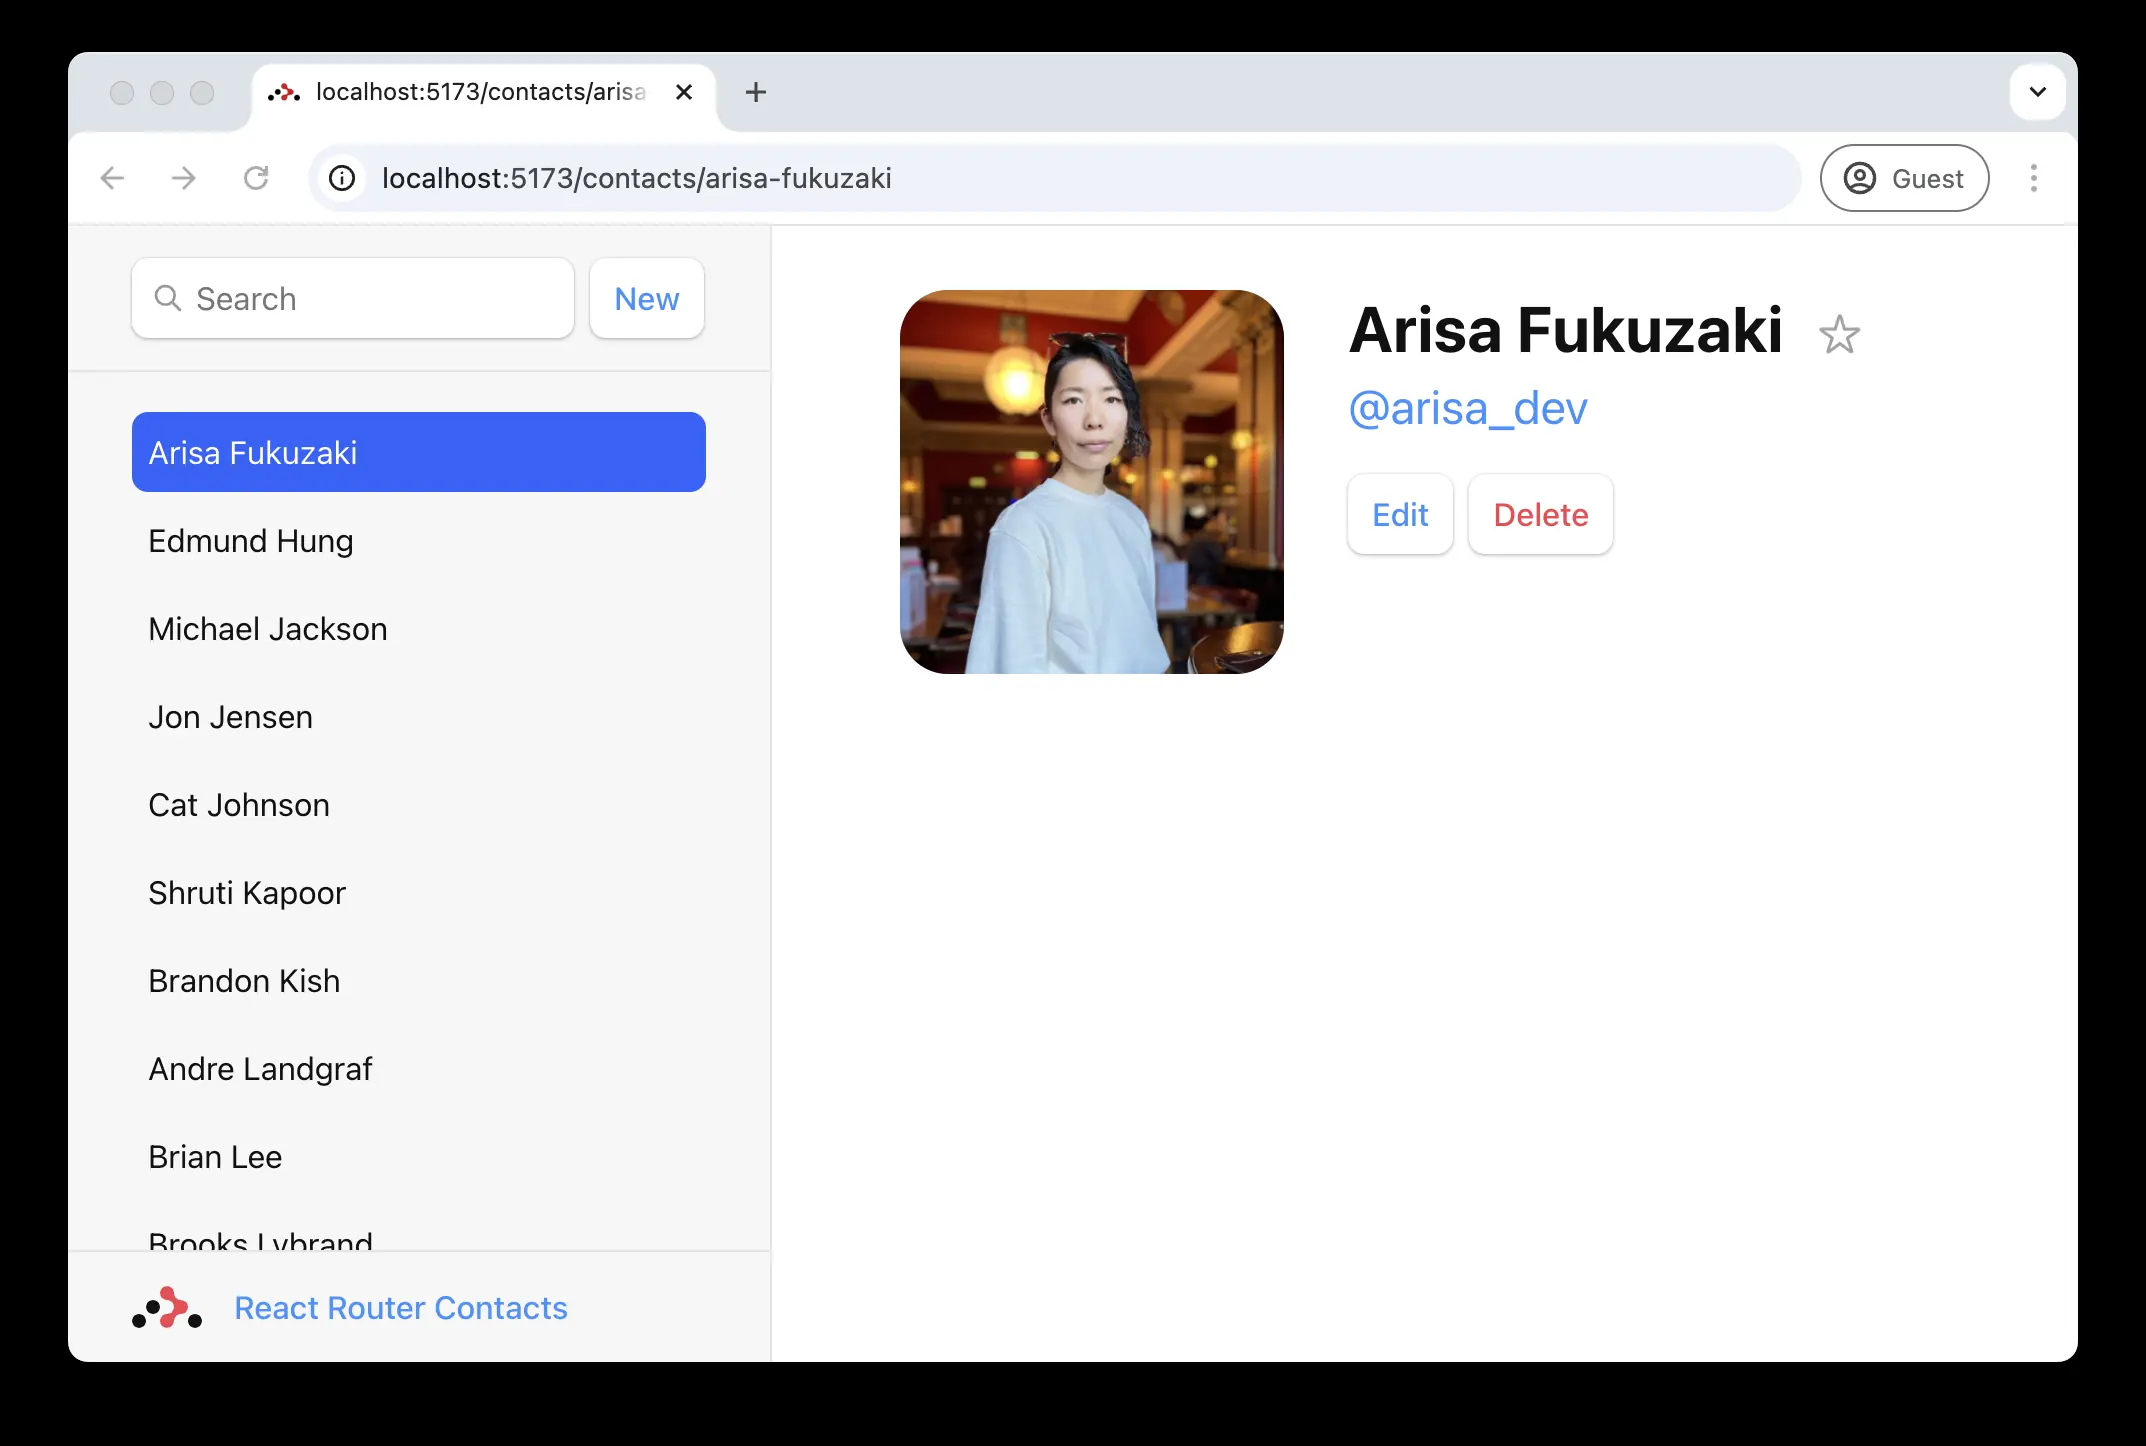 localhost:5173/contacts/arisa
localhost:5173/contacts/arisa-fukuzaki
Guest
Search
New
Arisa Fukuzaki
Edmund Hung
Michael Jackson
Jon Jensen
Cat Johnson
Shruti Kapoor
Brandon Kish
Andre Landgraf
Brian Lee
Brooks Lybrand
React Router Contacts
Arisa Fukuzaki
@arisa_dev
Edit
Delete